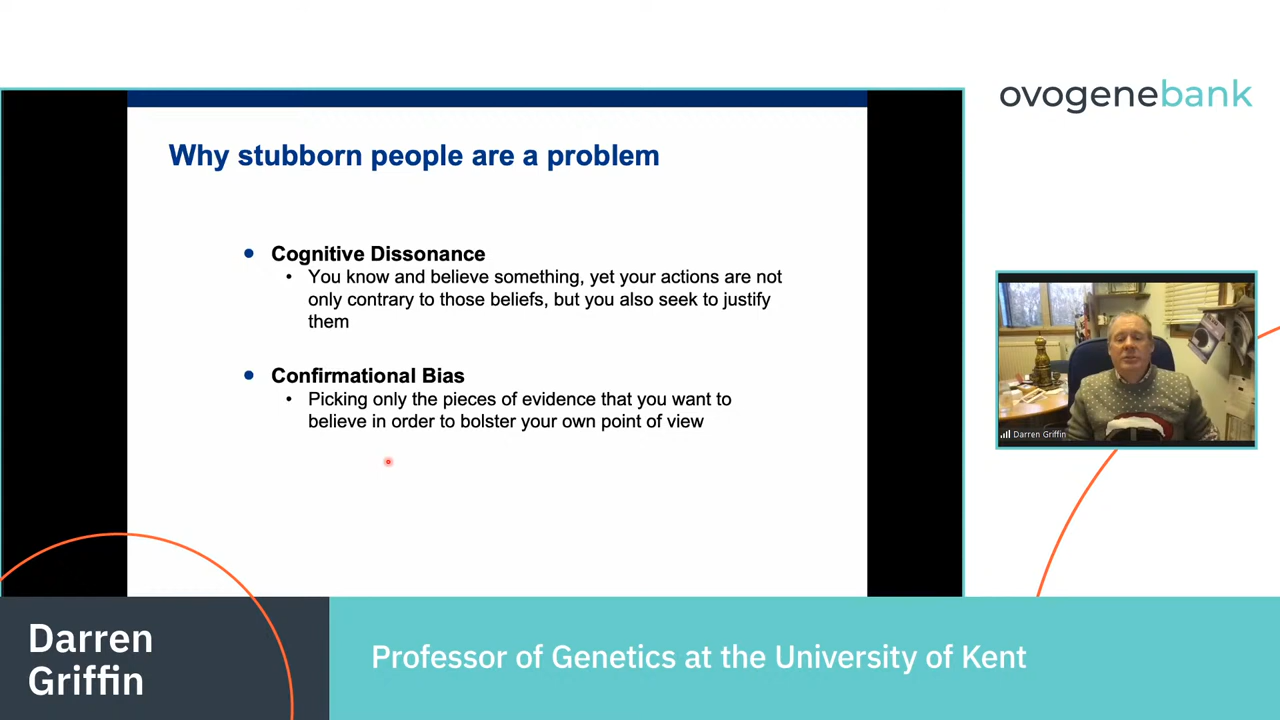 ovogenebank
Why stubborn people are a problem
Cognitive Dissonance
You know and believe something, yet your actions are not
only contrary to those beliefs, but you also seek to justify
them
Confirmational Bias
Picking only the pieces of evidence that you want to
believe in order to bolster your own point of view
Darren Griffin
Darren
Griffin
Professor of Genetics at the University of Kent